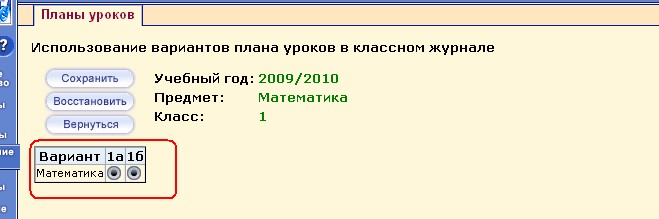 Планы уроков
Использование вариантов плана уроков в классном журнале
Сохранить
Восстановить
Вернуться
Учебный год: 2009/2010
Предмет: Математика
Класс: 1
Вариант 1а 1б
Математика
?